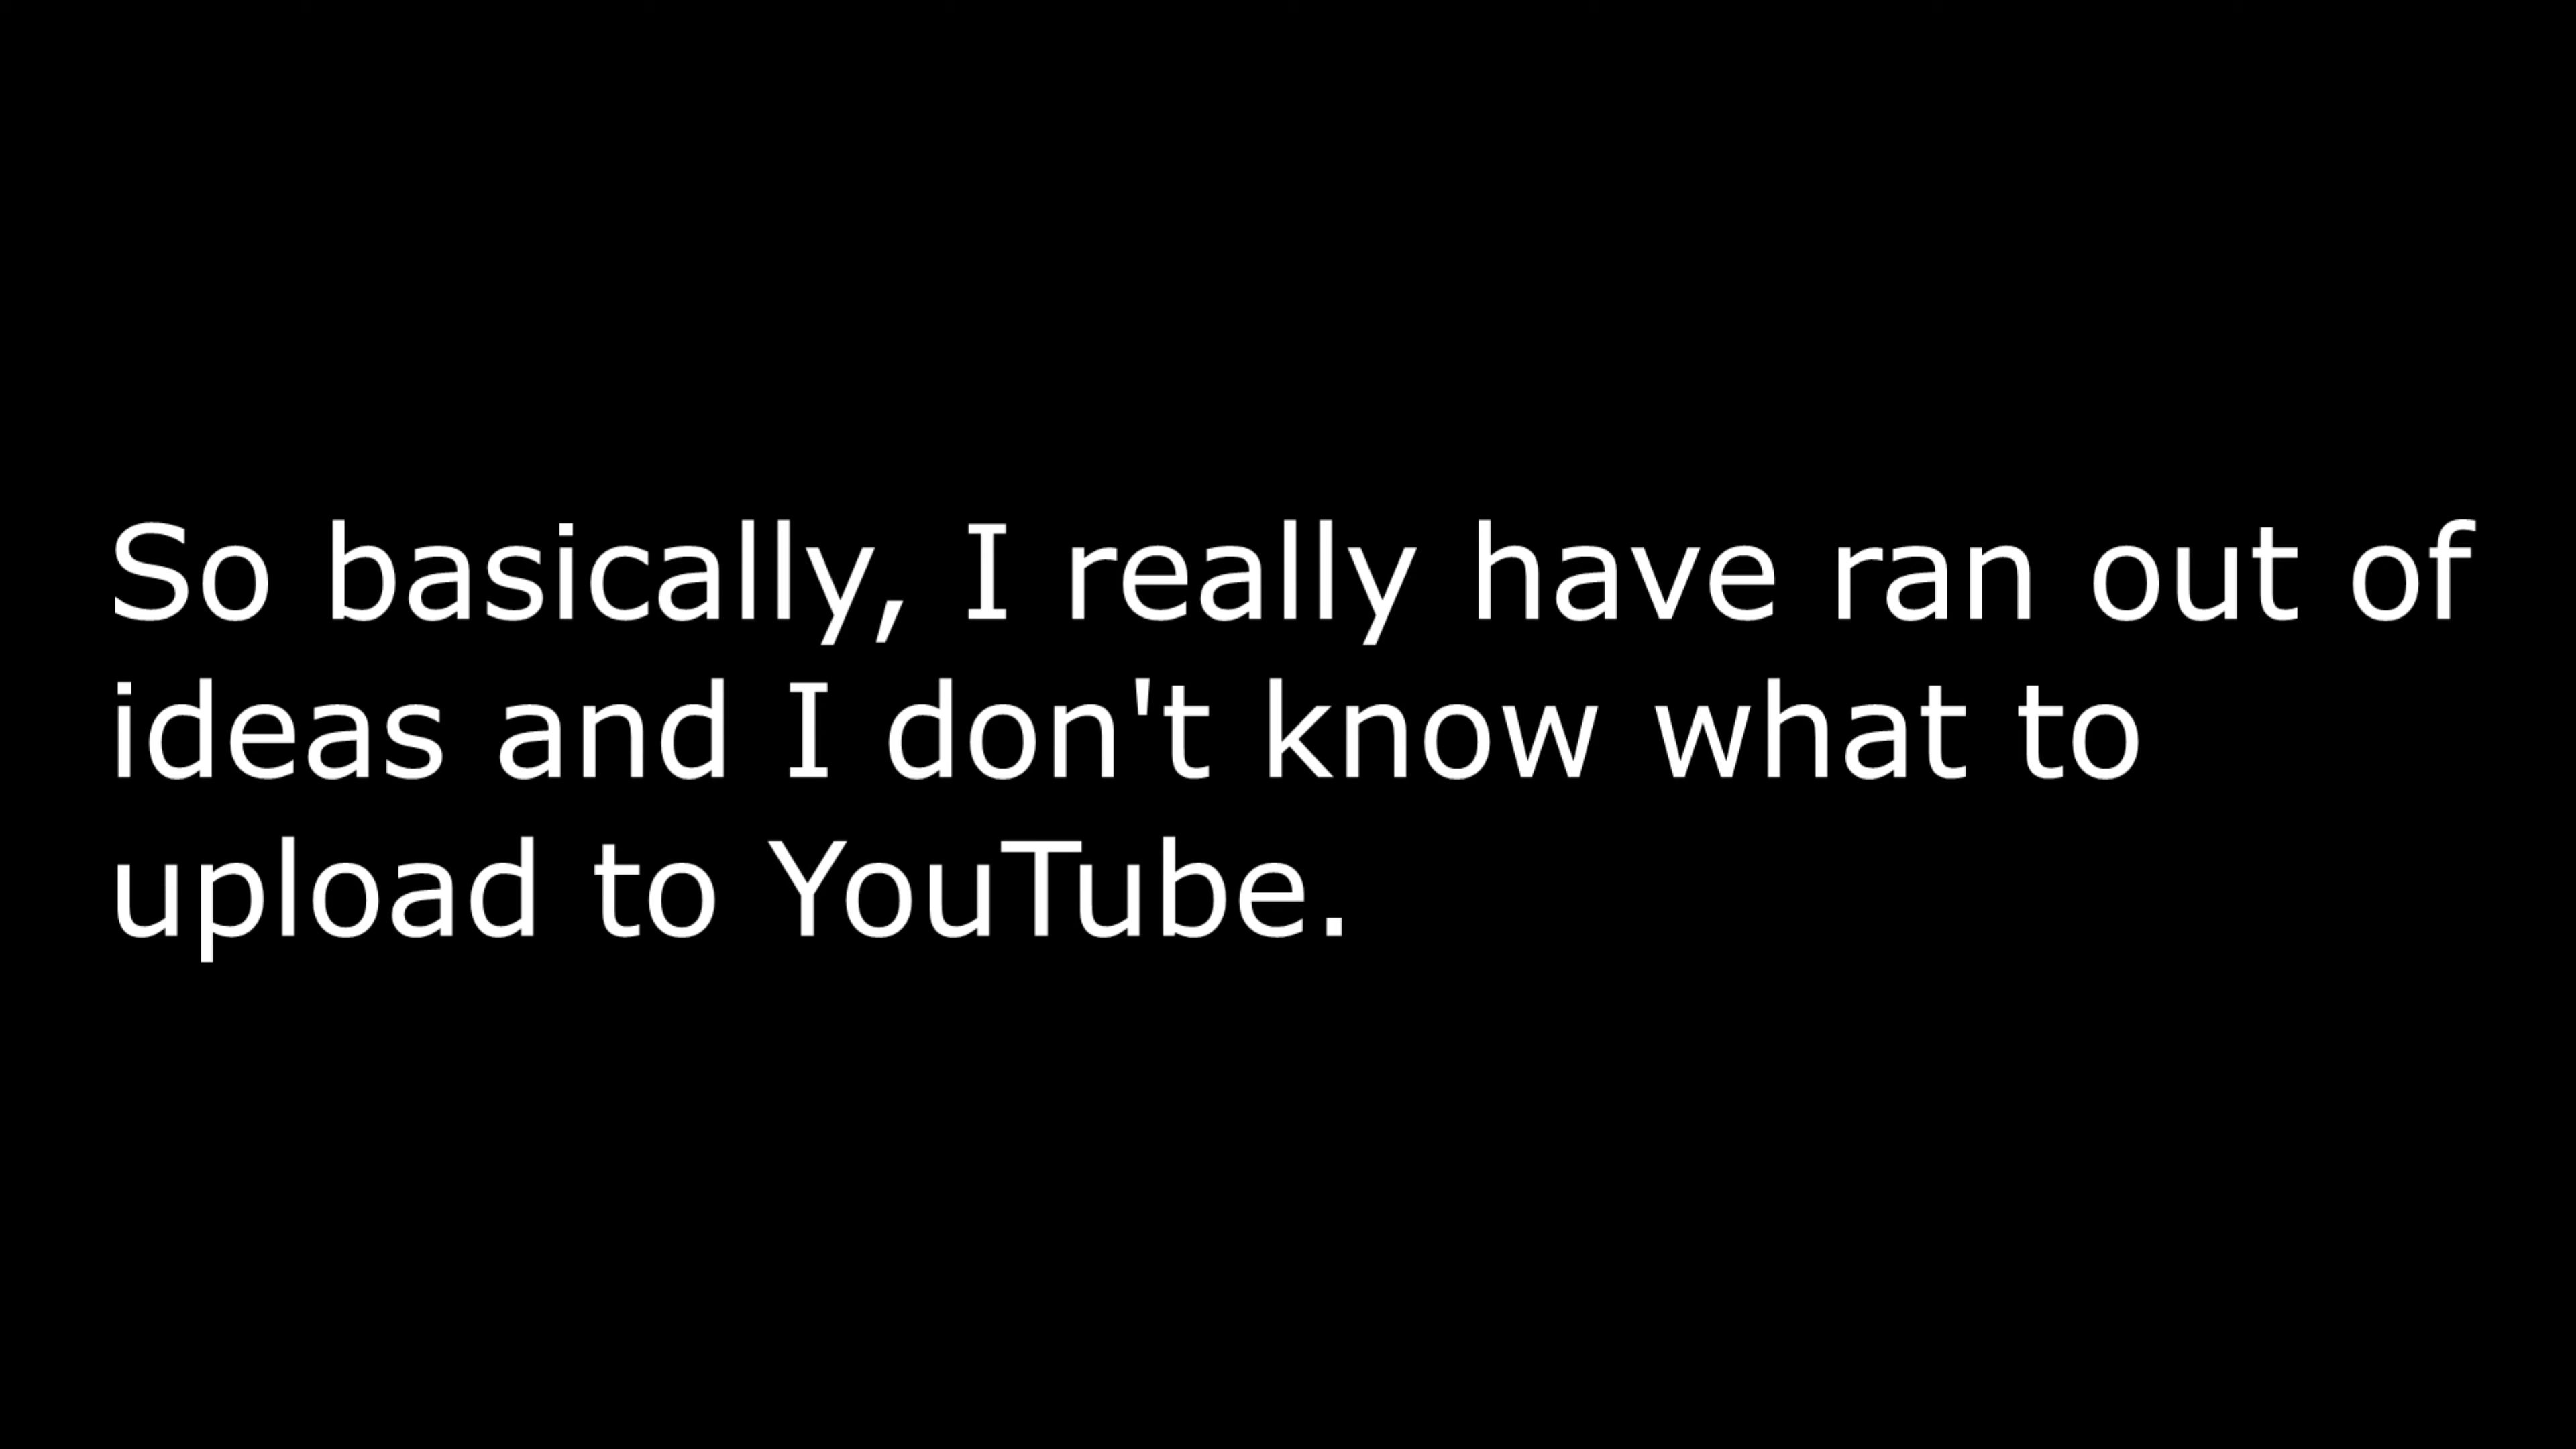 So basically, I really have ran out of
ideas and I don't know what to
upload to YouTube.